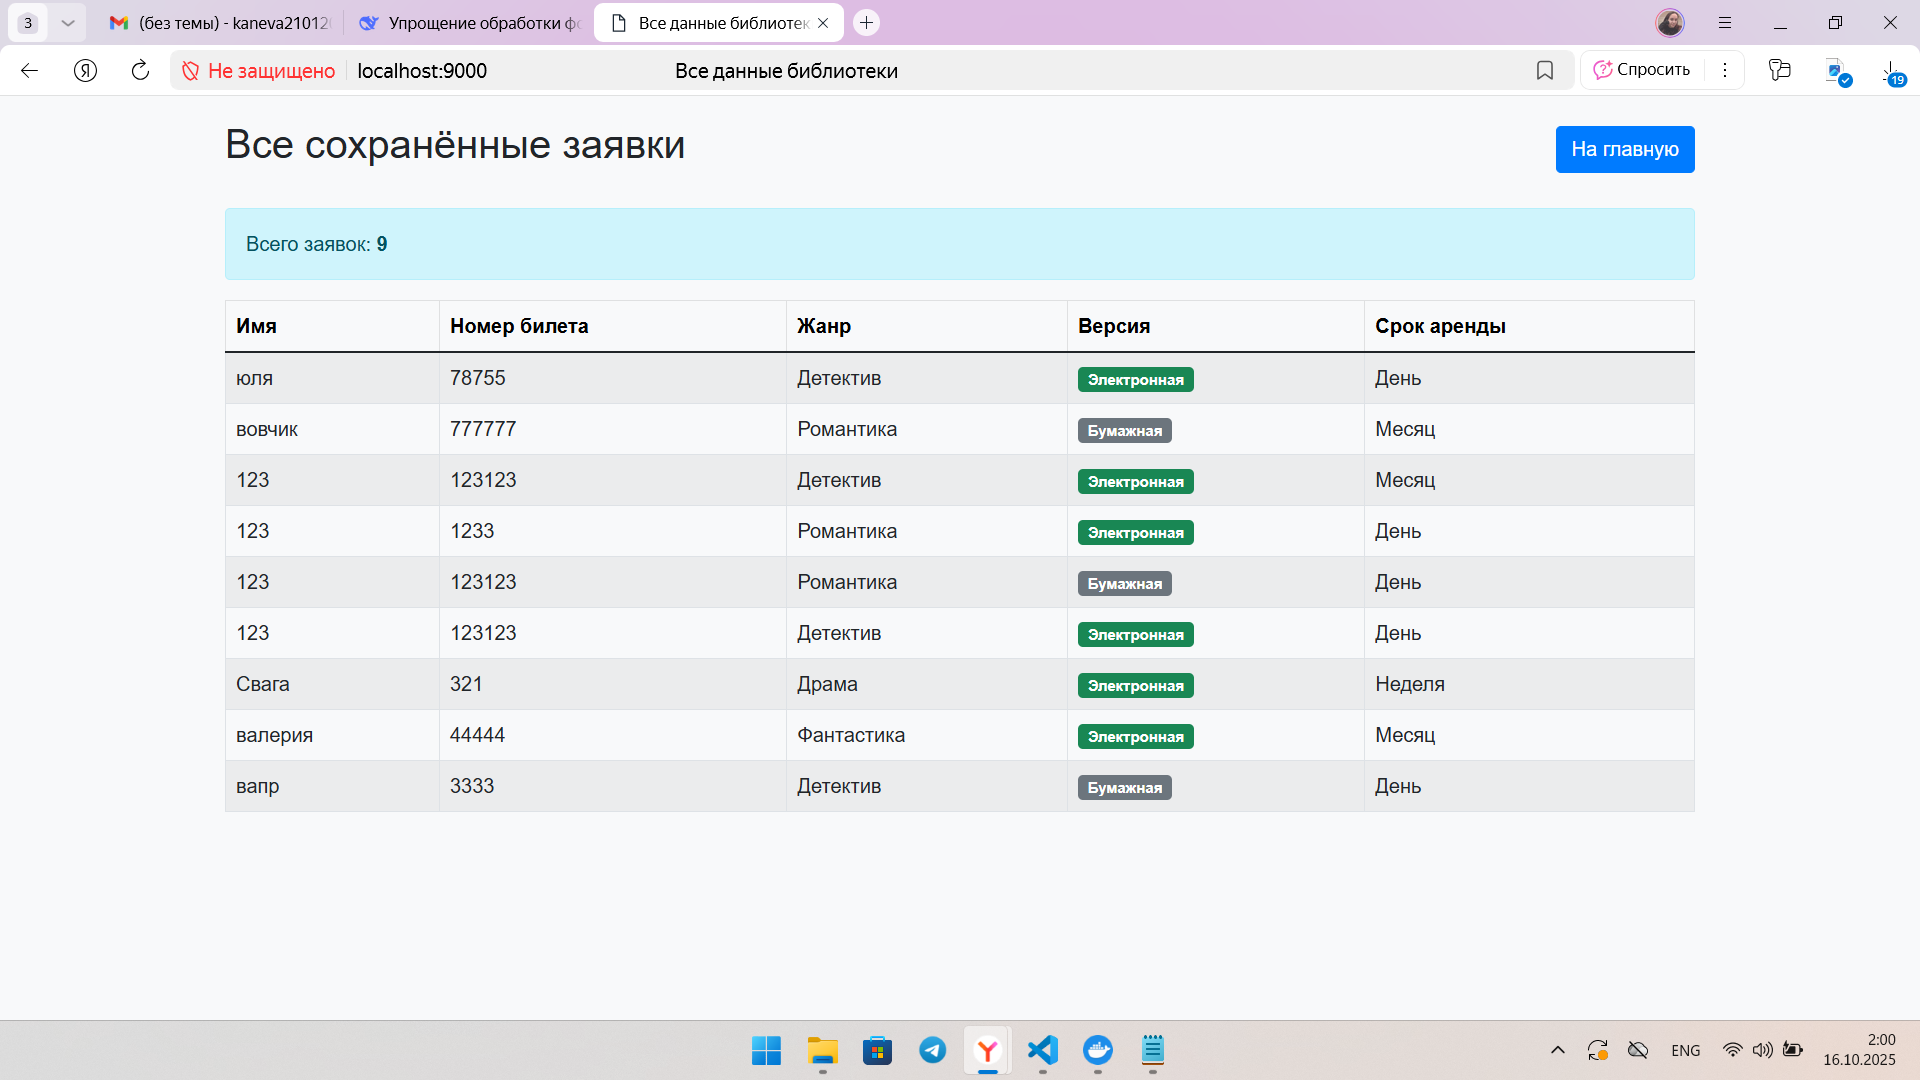 3
(без темы) - kaneva21012
Упрощение обработки фо
Все данные библиотек
Не защищено
localhost:9000
Все данные библиотеки
Спросить
19
Все сохранённые заявки
На главную
Всего заявок: 9
Имя Номер билета Жанр Версия Срок аренды
юля 78755 Детектив Электронная День
вовчик 777777 Романтика Бумажная Месяц
123 123123 Детектив Электронная Месяц
123 1233 Романтика Электронная День
123 123123 Романтика Бумажная День
123 123123 Детектив Электронная День
Свага 321 Драма Электронная Неделя
валерия 44444 Фантастика Электронная Месяц
вапр 3333 Детектив Бумажная День
ENG
2:00
16.10.2025